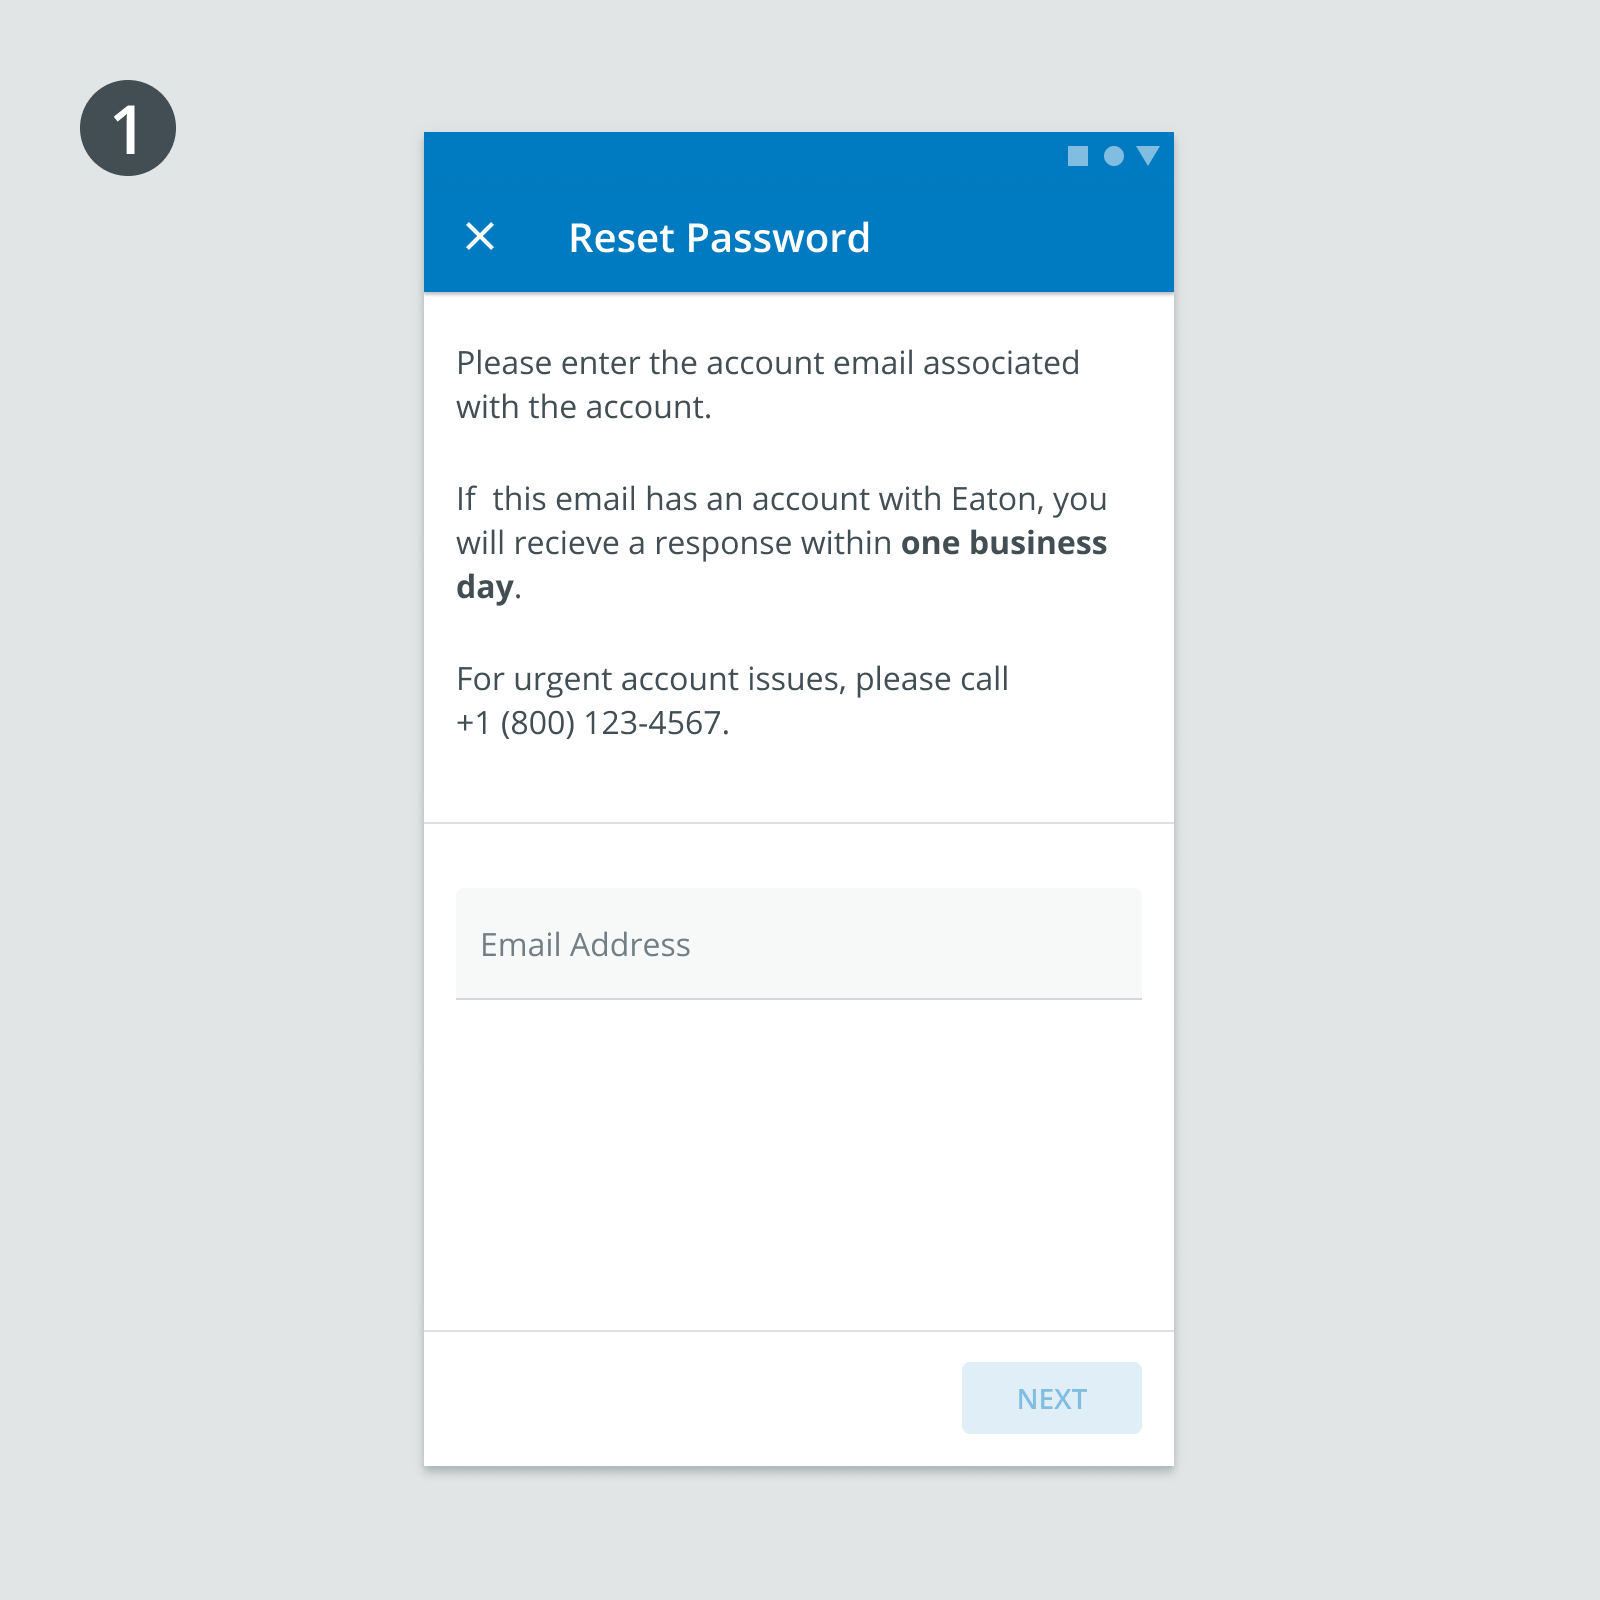 1
Reset Password
Please enter the account email associated
with the account.
If  this email has an account with Eaton, you
will recieve a response within one business
day.
For urgent account issues, please call
+1 (800) 123-4567.
Email Address
NEXT